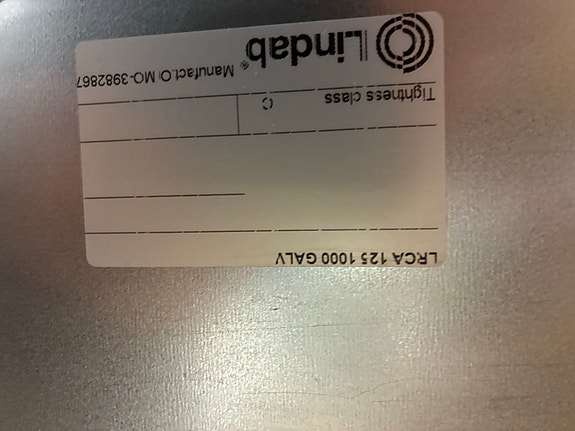 LRCA 125 1000 GALV
Tightness class C
Lindab® Manufact.O MO-3982867